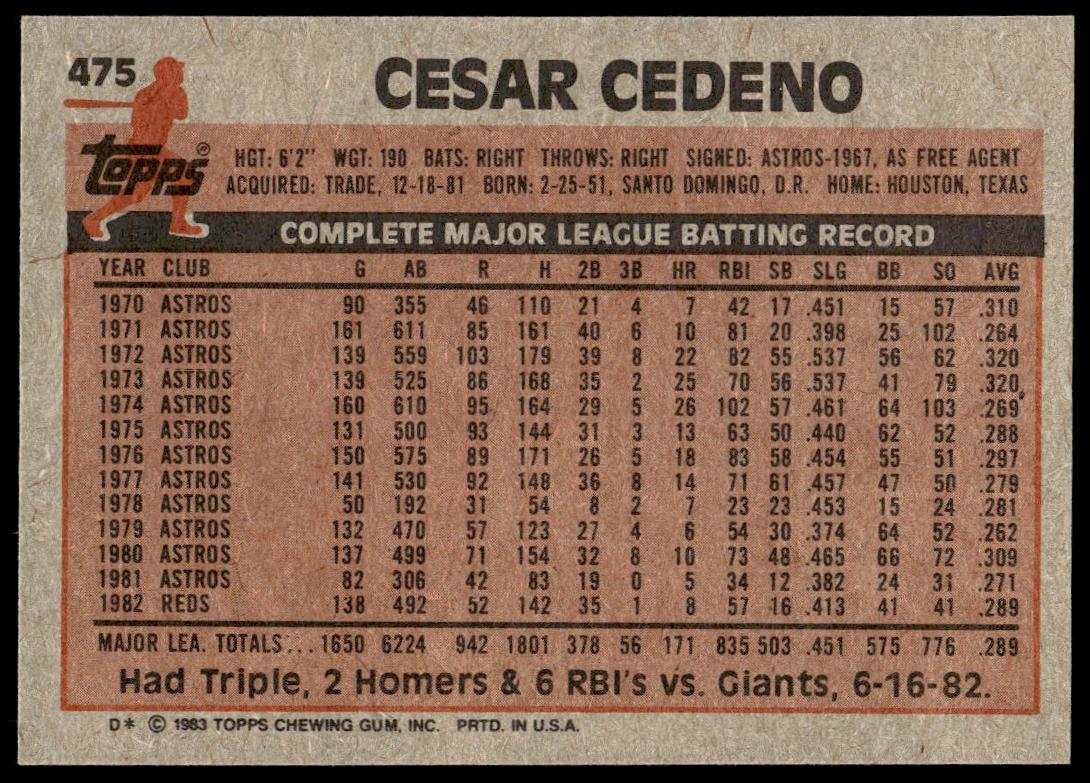 475
CESAR CEDENO
topps®
HGT: 6'2" WGT: 190 BATS: RIGHT THROWS: RIGHT SIGNED: ASTROS-1967, AS FREE AGENT
ACQUIRED: TRADE, 12-18-81 BORN: 2-25-51, SANTO DOMINGO, D.R. HOME: HOUSTON, TEXAS
COMPLETE MAJOR LEAGUE BATTING RECORD
YEAR CLUB G AB R H 2B 3B HR RBI SB SLG BB SO AVG
1970 ASTROS 90 355 46 110 21 4 7 42 17 .451 15 57 .310
1971 ASTROS 161 611 85 161 40 6 10 81 20 .398 25 102 .264
1972 ASTROS 139 559 103 179 39 8 22 82 55 .537 56 62 .320
1973 ASTROS 139 525 86 168 35 2 25 70 56 .537 41 79 .320
1974 ASTROS 160 610 95 164 29 5 26 102 57 .461 64 103 .269
1975 ASTROS 131 500 93 144 31 3 13 63 50 .440 62 52 .288
1976 ASTROS 150 575 89 171 26 5 18 83 58 .454 55 51 .297
1977 ASTROS 141 530 92 148 36 8 14 71 61 .457 47 50 .279
1978 ASTROS 50 192 31 54 8 2 7 23 23 .453 15 24 .281
1979 ASTROS 132 470 57 123 27 4 6 54 30 .374 64 52 .262
1980 ASTROS 137 499 71 154 32 8 10 73 48 .465 66 72 .309
1981 ASTROS 82 306 42 83 19 0 5 34 12 .382 24 31 .271
1982 REDS 138 492 52 142 35 1 8 57 16 .413 41 41 .289
MAJOR LEA. TOTALS... 1650 6224 942 1801 378 56 171 835 503 .451 575 776 .289
Had Triple, 2 Homers & 6 RBI's vs. Giants, 6-16-82.
D* © 1983 TOPPS CHEWING GUM, INC. PRTD. IN U.S.A.